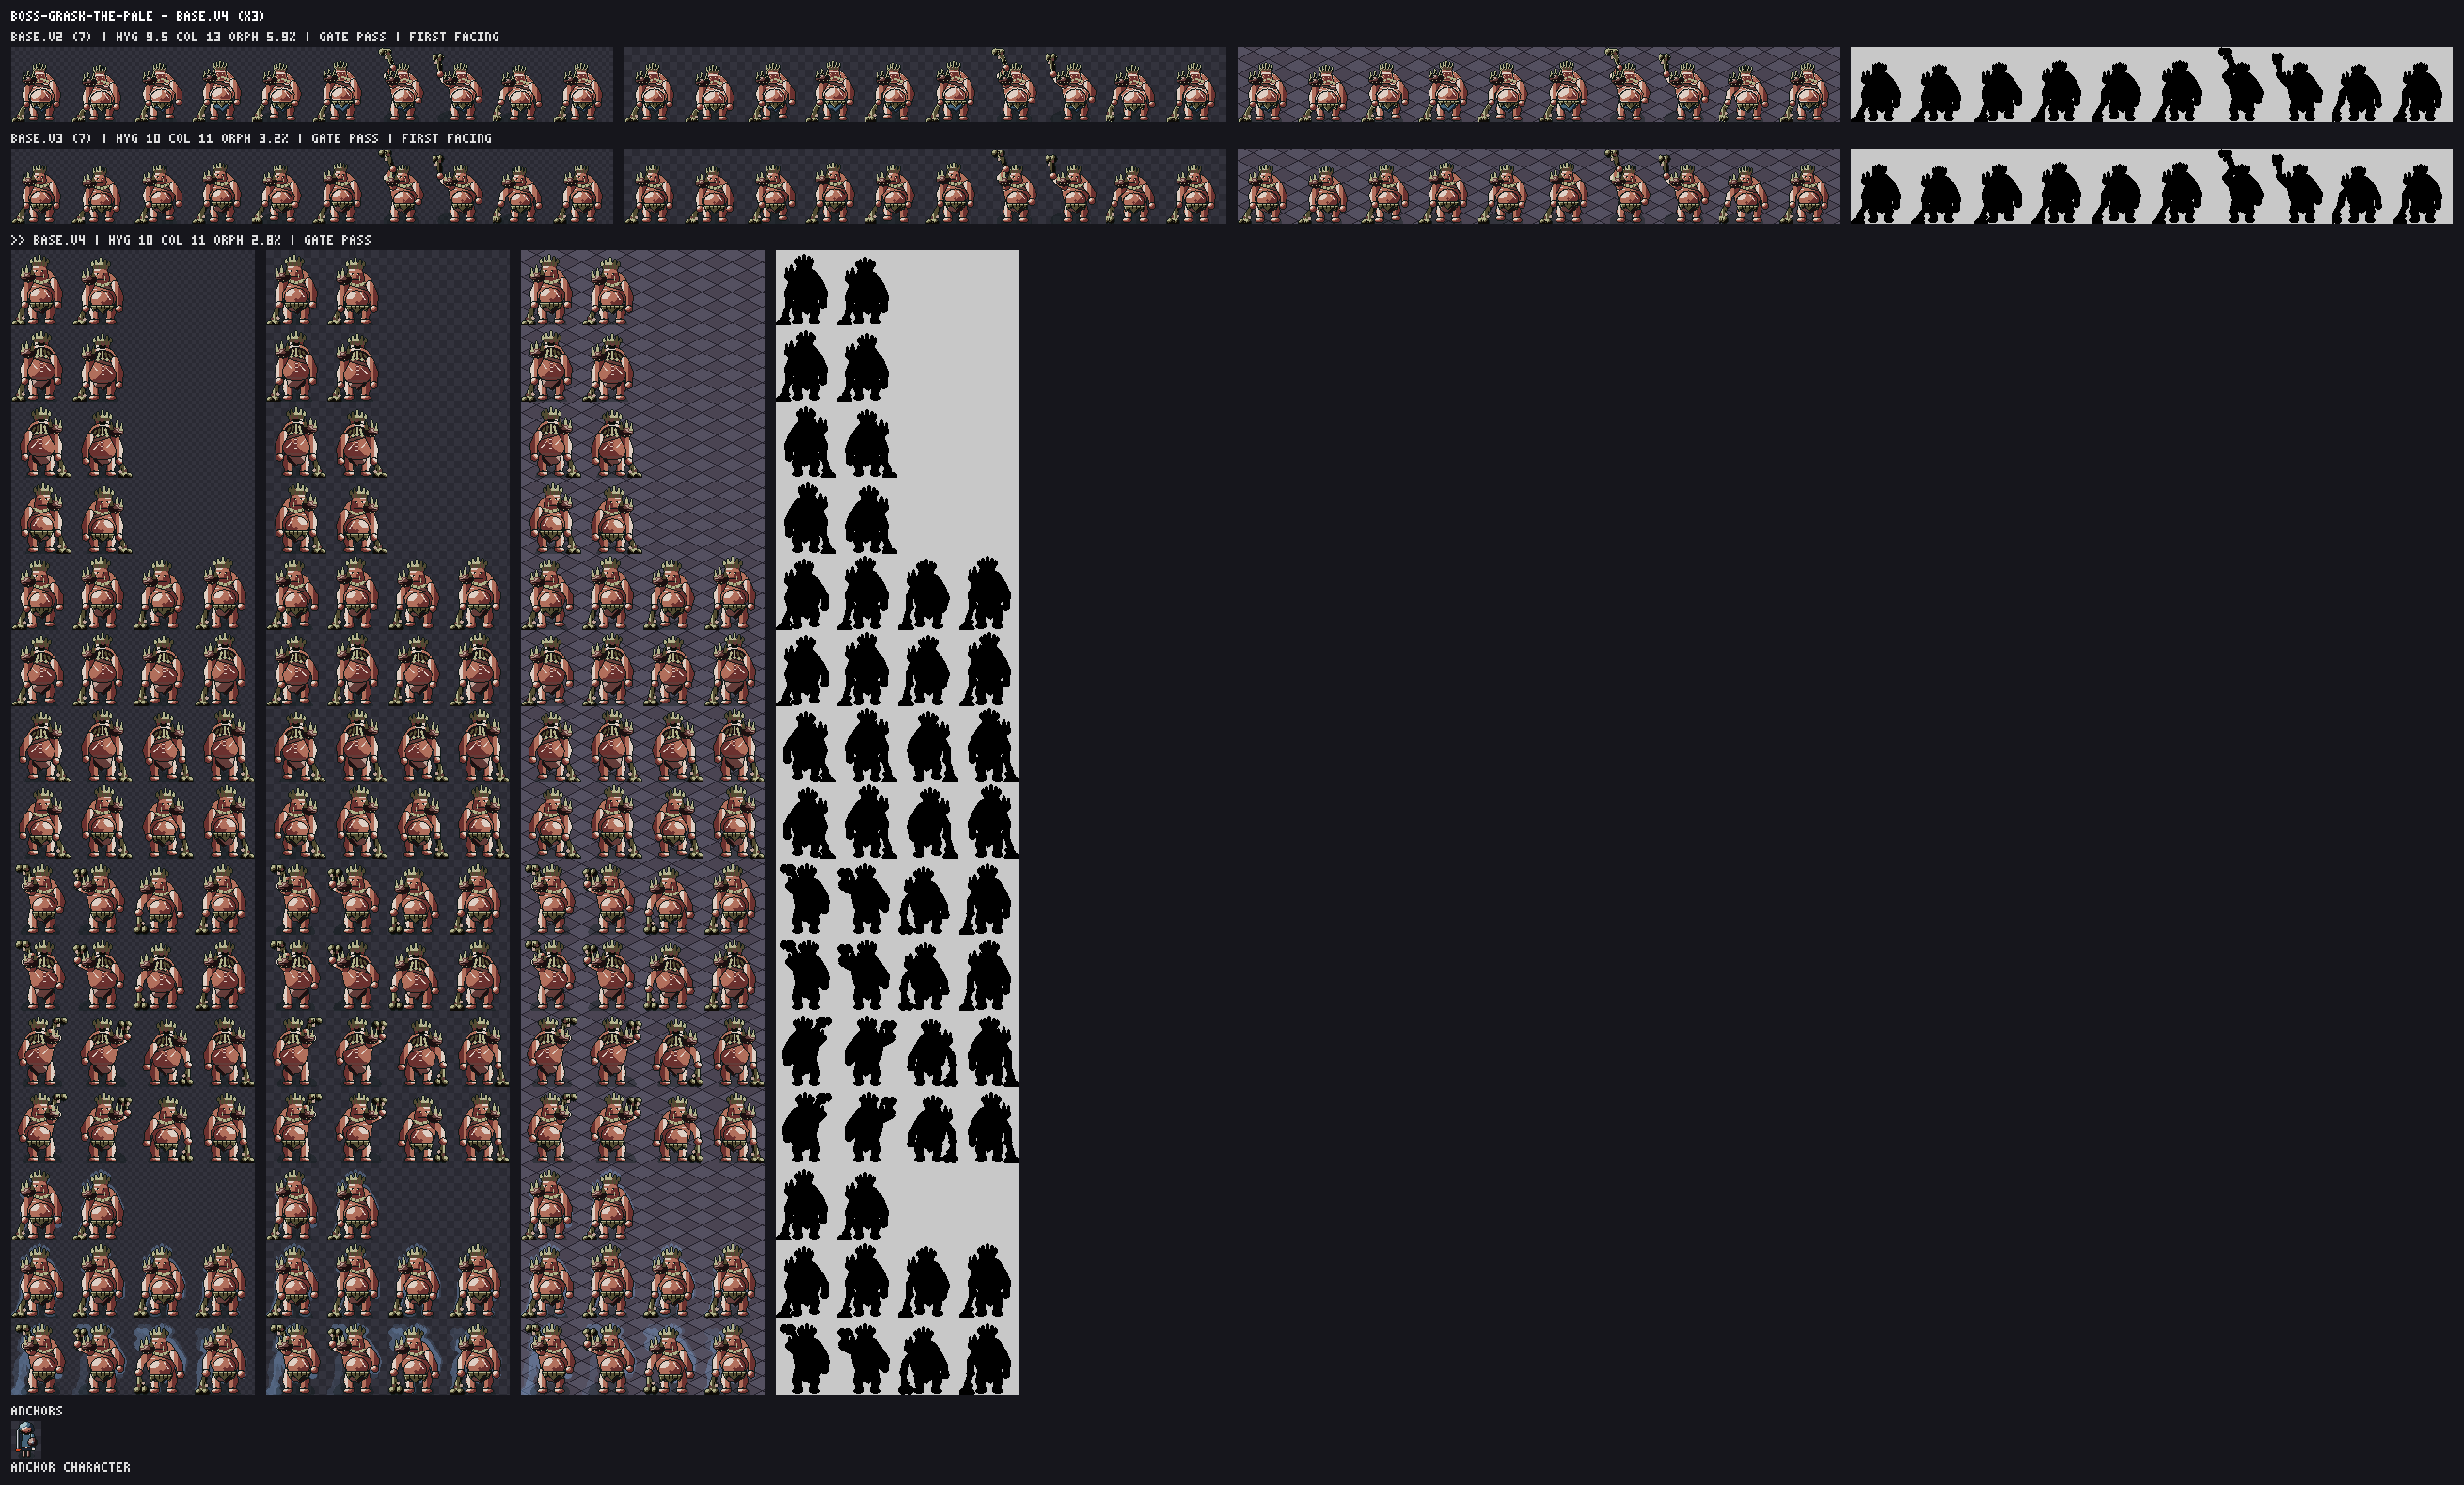 BOSS-GRASK-THE-PALE - BASE.V4 (X3)
BASE.V2 (7) | HYG 9.5 COL 13 ORPH 5.9% | GATE PASS | FIRST FACING
BASE.V3 (7) | HYG 10 COL 11 ORPH 3.2% | GATE PASS | FIRST FACING
>> BASE.V4 | HYG 10 COL 11 ORPH 2.8% | GATE PASS
ANCHORS
ANCHOR CHARACTER